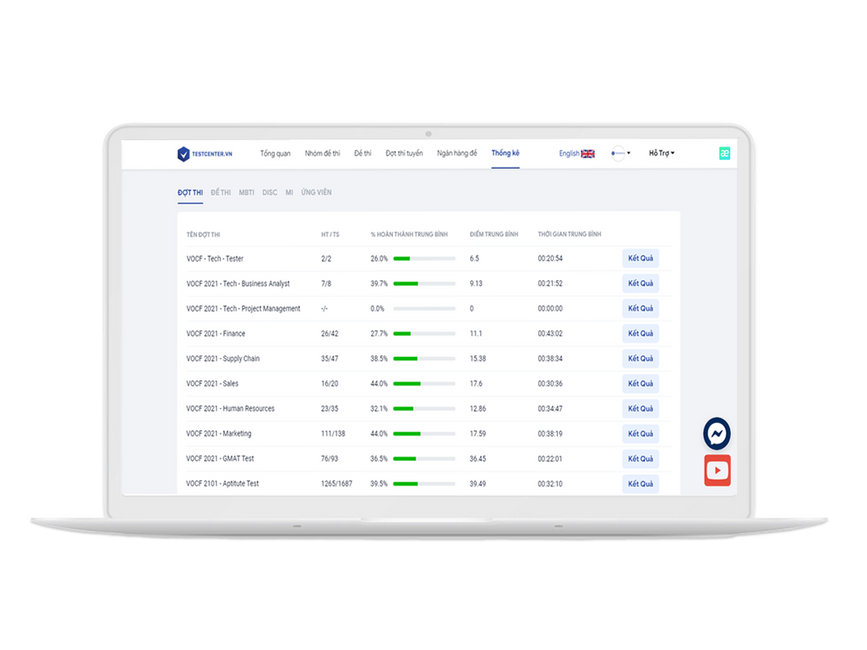 TESTCENTER.VN Tổng quan Nhóm đề thi Đề thi Đợt thi tuyển Ngân hàng đề Thống kê English Hỗ Trợ
ĐỢT THI ĐỀ THI MBTI DISC MI ỨNG VIÊN
TÊN ĐỢT THI HT / TS % HOÀN THÀNH TRUNG BÌNH ĐIỂM TRUNG BÌNH THỜI GIAN TRUNG BÌNH
VOCF - Tech - Tester 2/2 26.0% 6.5 00:20:54 Kết Quả
VOCF 2021 - Tech - Business Analyst 7/8 39.7% 9.13 00:21:52 Kết Quả
VOCF 2021 - Tech - Project Management -/- 0.0% 0 00:00:00 Kết Quả
VOCF 2021 - Finance 26/42 27.7% 11.1 00:43:02 Kết Quả
VOCF 2021 - Supply Chain 35/47 38.5% 15.38 00:38:34 Kết Quả
VOCF 2021 - Sales 16/20 44.0% 17.6 00:30:36 Kết Quả
VOCF 2021 - Human Resources 23/35 32.1% 12.86 00:34:47 Kết Quả
VOCF 2021 - Marketing 111/138 44.0% 17.59 00:38:19 Kết Quả
VOCF 2021 - GMAT Test 76/93 36.5% 36.45 00:22:01 Kết Quả
VOCF 2101 - Aptitute Test 1265/1687 39.5% 39.49 00:32:10 Kết Quả